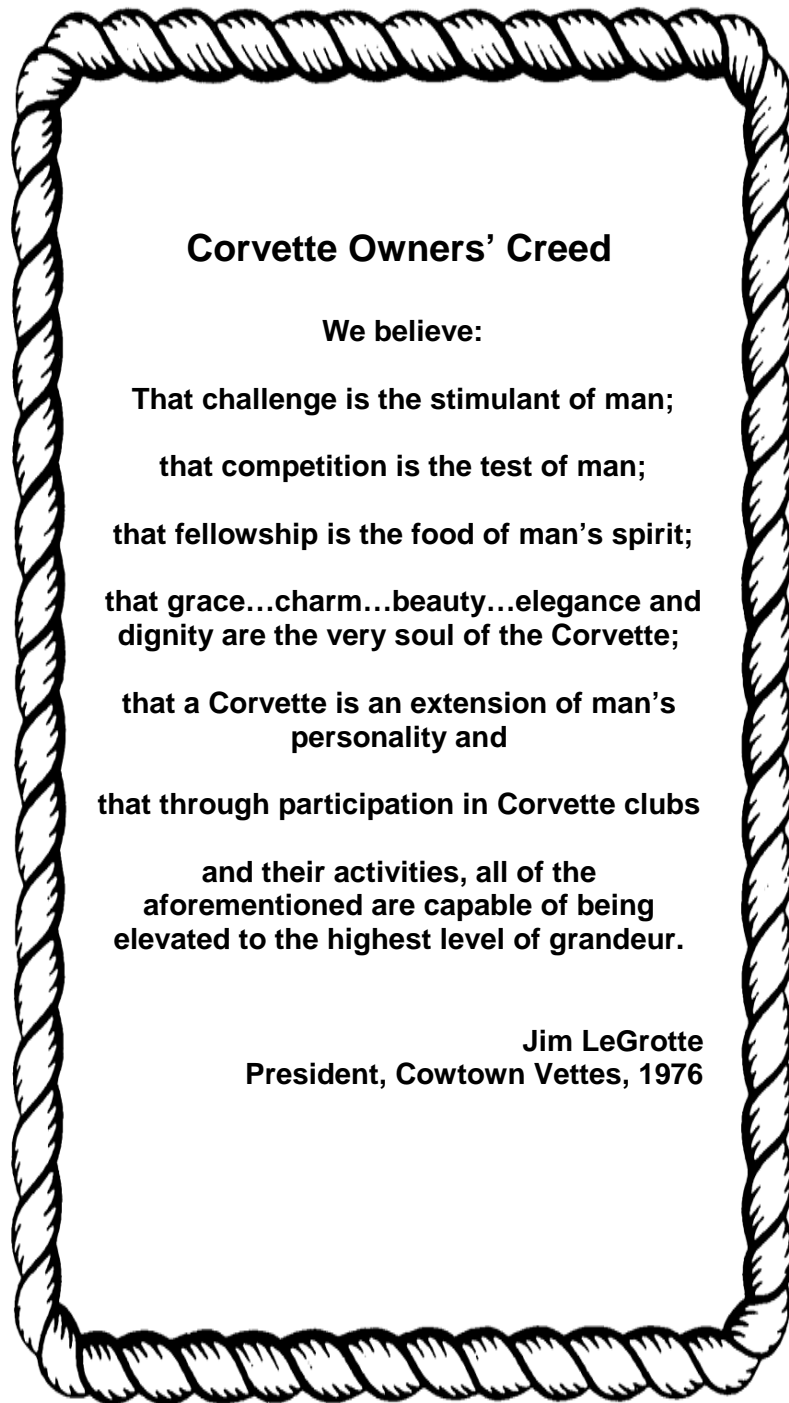 Corvette Owners’ Creed
We believe:
That challenge is the stimulant of man;
that competition is the test of man;
that fellowship is the food of man’s spirit;
that grace…charm…beauty…elegance and
dignity are the very soul of the Corvette;
that a Corvette is an extension of man’s
personality and
that through participation in Corvette clubs
and their activities, all of the
aforementioned are capable of being
elevated to the highest level of grandeur.
Jim LeGrotte
President, Cowtown Vettes, 1976